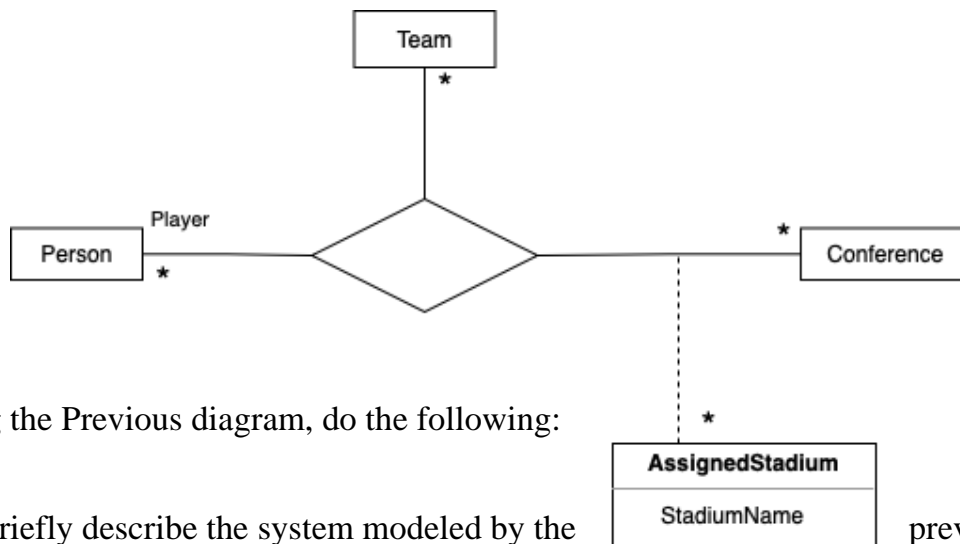 Team
*
Player
*
Person
*
Conference
the Previous diagram, do the following:
*
AssignedStadium
StadiumName
riefly describe the system modeled by the